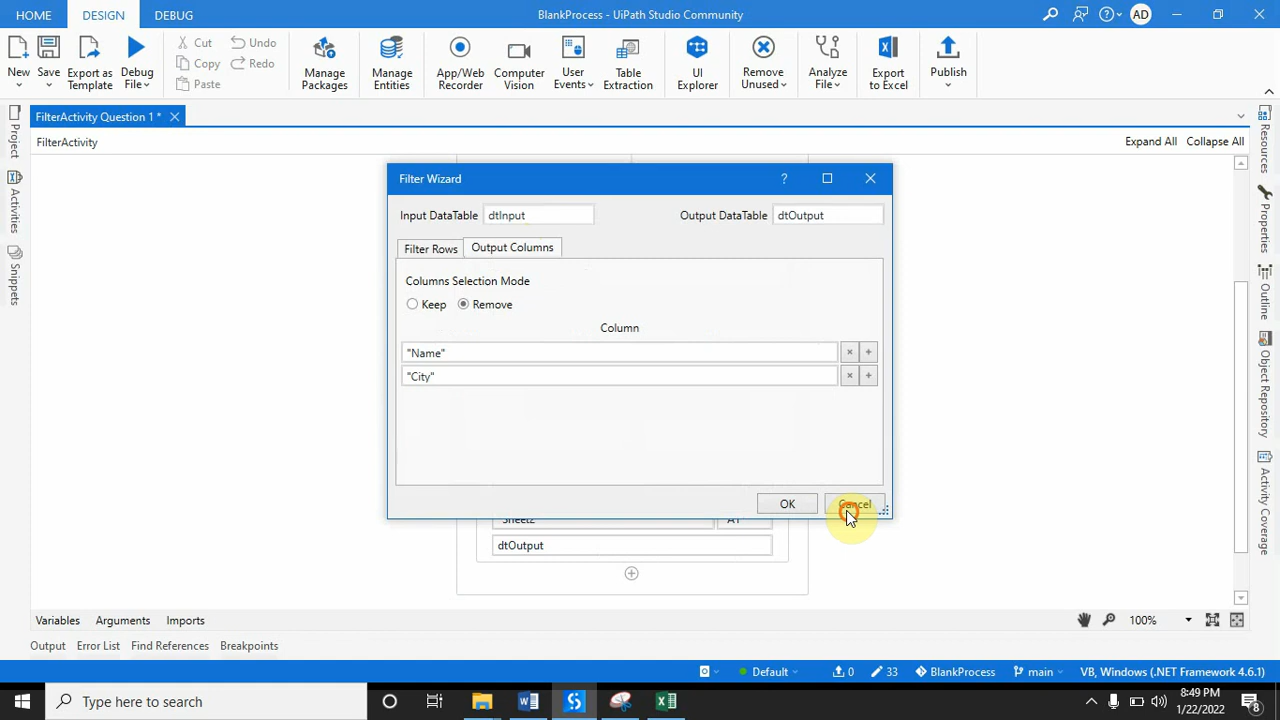 HOME DESIGN DEBUG BlankProcess - UiPath Studio Community AD
New Save Export as Template Debug File Cut Copy Paste Undo Redo Manage Packages Manage Entities App/Web Recorder Computer Vision User Events Table Extraction UI Explorer Remove Unused Analyze File Export to Excel Publish
FilterActivity Question 1 *
FilterActivity Expand All Collapse All
Project
Activities
Snippets
Resources
Properties
Outline
Object Repository
Activity Coverage
Filter Wizard ?
Input DataTable dtInput Output DataTable dtOutput
Filter Rows Output Columns
Columns Selection Mode
Keep Remove
Column
"Name" × +
"City" × +
OK Cancel
dtOutput
Variables Arguments Imports 100%
Output Error List Find References Breakpoints
Default 0 33 BlankProcess main VB, Windows (.NET Framework 4.6.1)
Type here to search 8:49 PM
1/22/2022 8